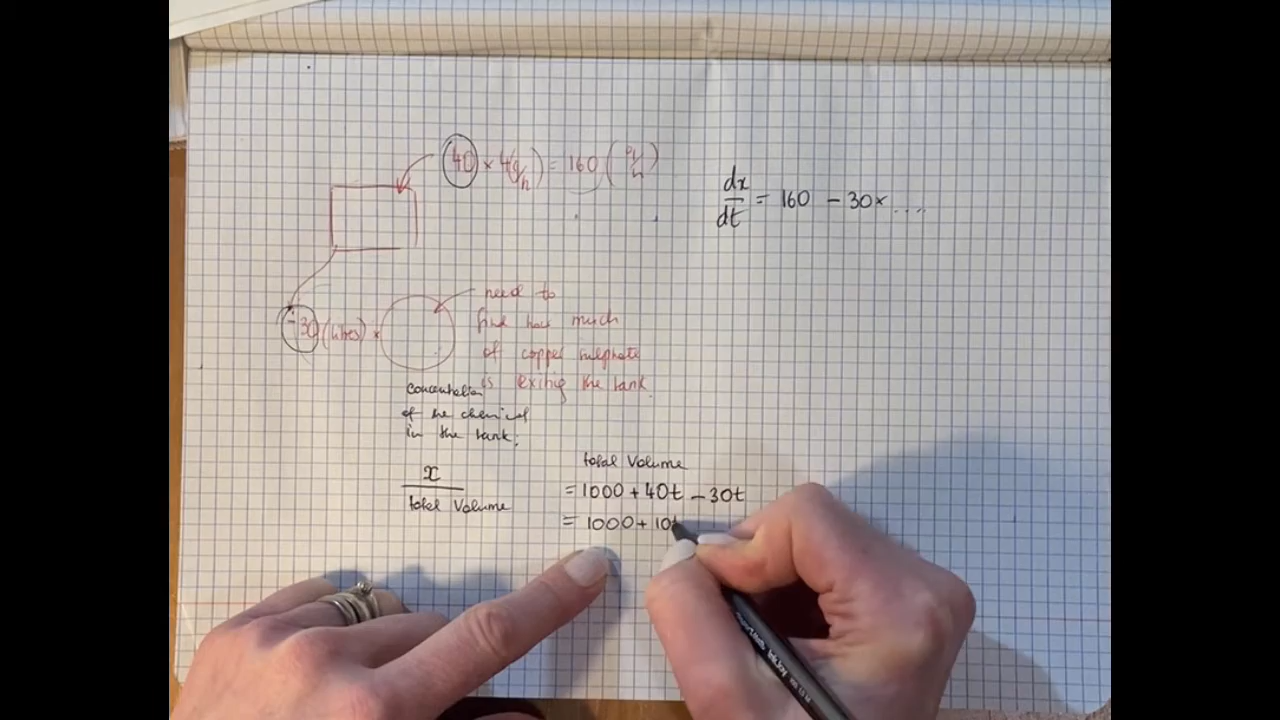 40 × 4(g/h) = 160 (g/h)
dx/dt = 160 - 30× ....
-30 (litres) ×
need to
find how much
of copper sulphate
is exiting the tank
Concentration
of the chemical
in the tank:
x / total Volume
total Volume
= 1000 + 40t - 30t
= 1000 + 10t